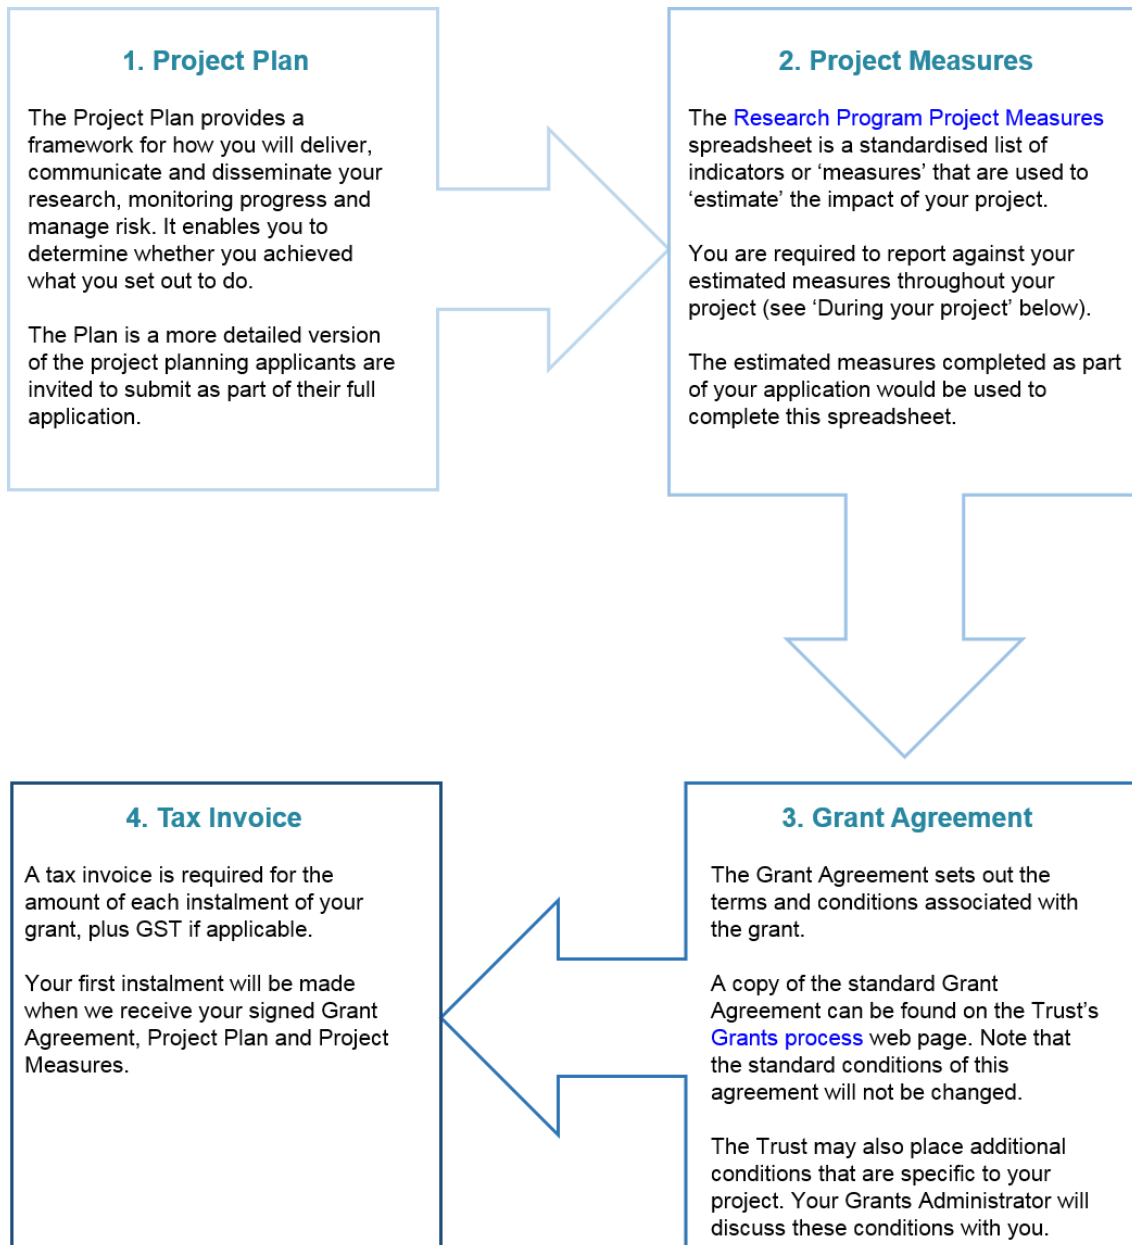 1. Project Plan
The Project Plan provides a
framework for how you will deliver,
communicate and disseminate your
research, monitoring progress and
manage risk. It enables you to
determine whether you achieved
what you set out to do.
The Plan is a more detailed version
of the project planning applicants are
invited to submit as part of their full
application.
2. Project Measures
The Research Program Project Measures
spreadsheet is a standardised list of
indicators or ‘measures’ that are used to
‘estimate’ the impact of your project.
You are required to report against your
estimated measures throughout your
project (see ‘During your project’ below).
The estimated measures completed as part
of your application would be used to
complete this spreadsheet.
3. Grant Agreement
The Grant Agreement sets out the
terms and conditions associated with
the grant.
A copy of the standard Grant
Agreement can be found on the Trust’s
Grants process web page. Note that
the standard conditions of this
agreement will not be changed.
The Trust may also place additional
conditions that are specific to your
project. Your Grants Administrator will
discuss these conditions with you.
4. Tax Invoice
A tax invoice is required for the
amount of each instalment of your
grant, plus GST if applicable.
Your first instalment will be made
when we receive your signed Grant
Agreement, Project Plan and Project
Measures.